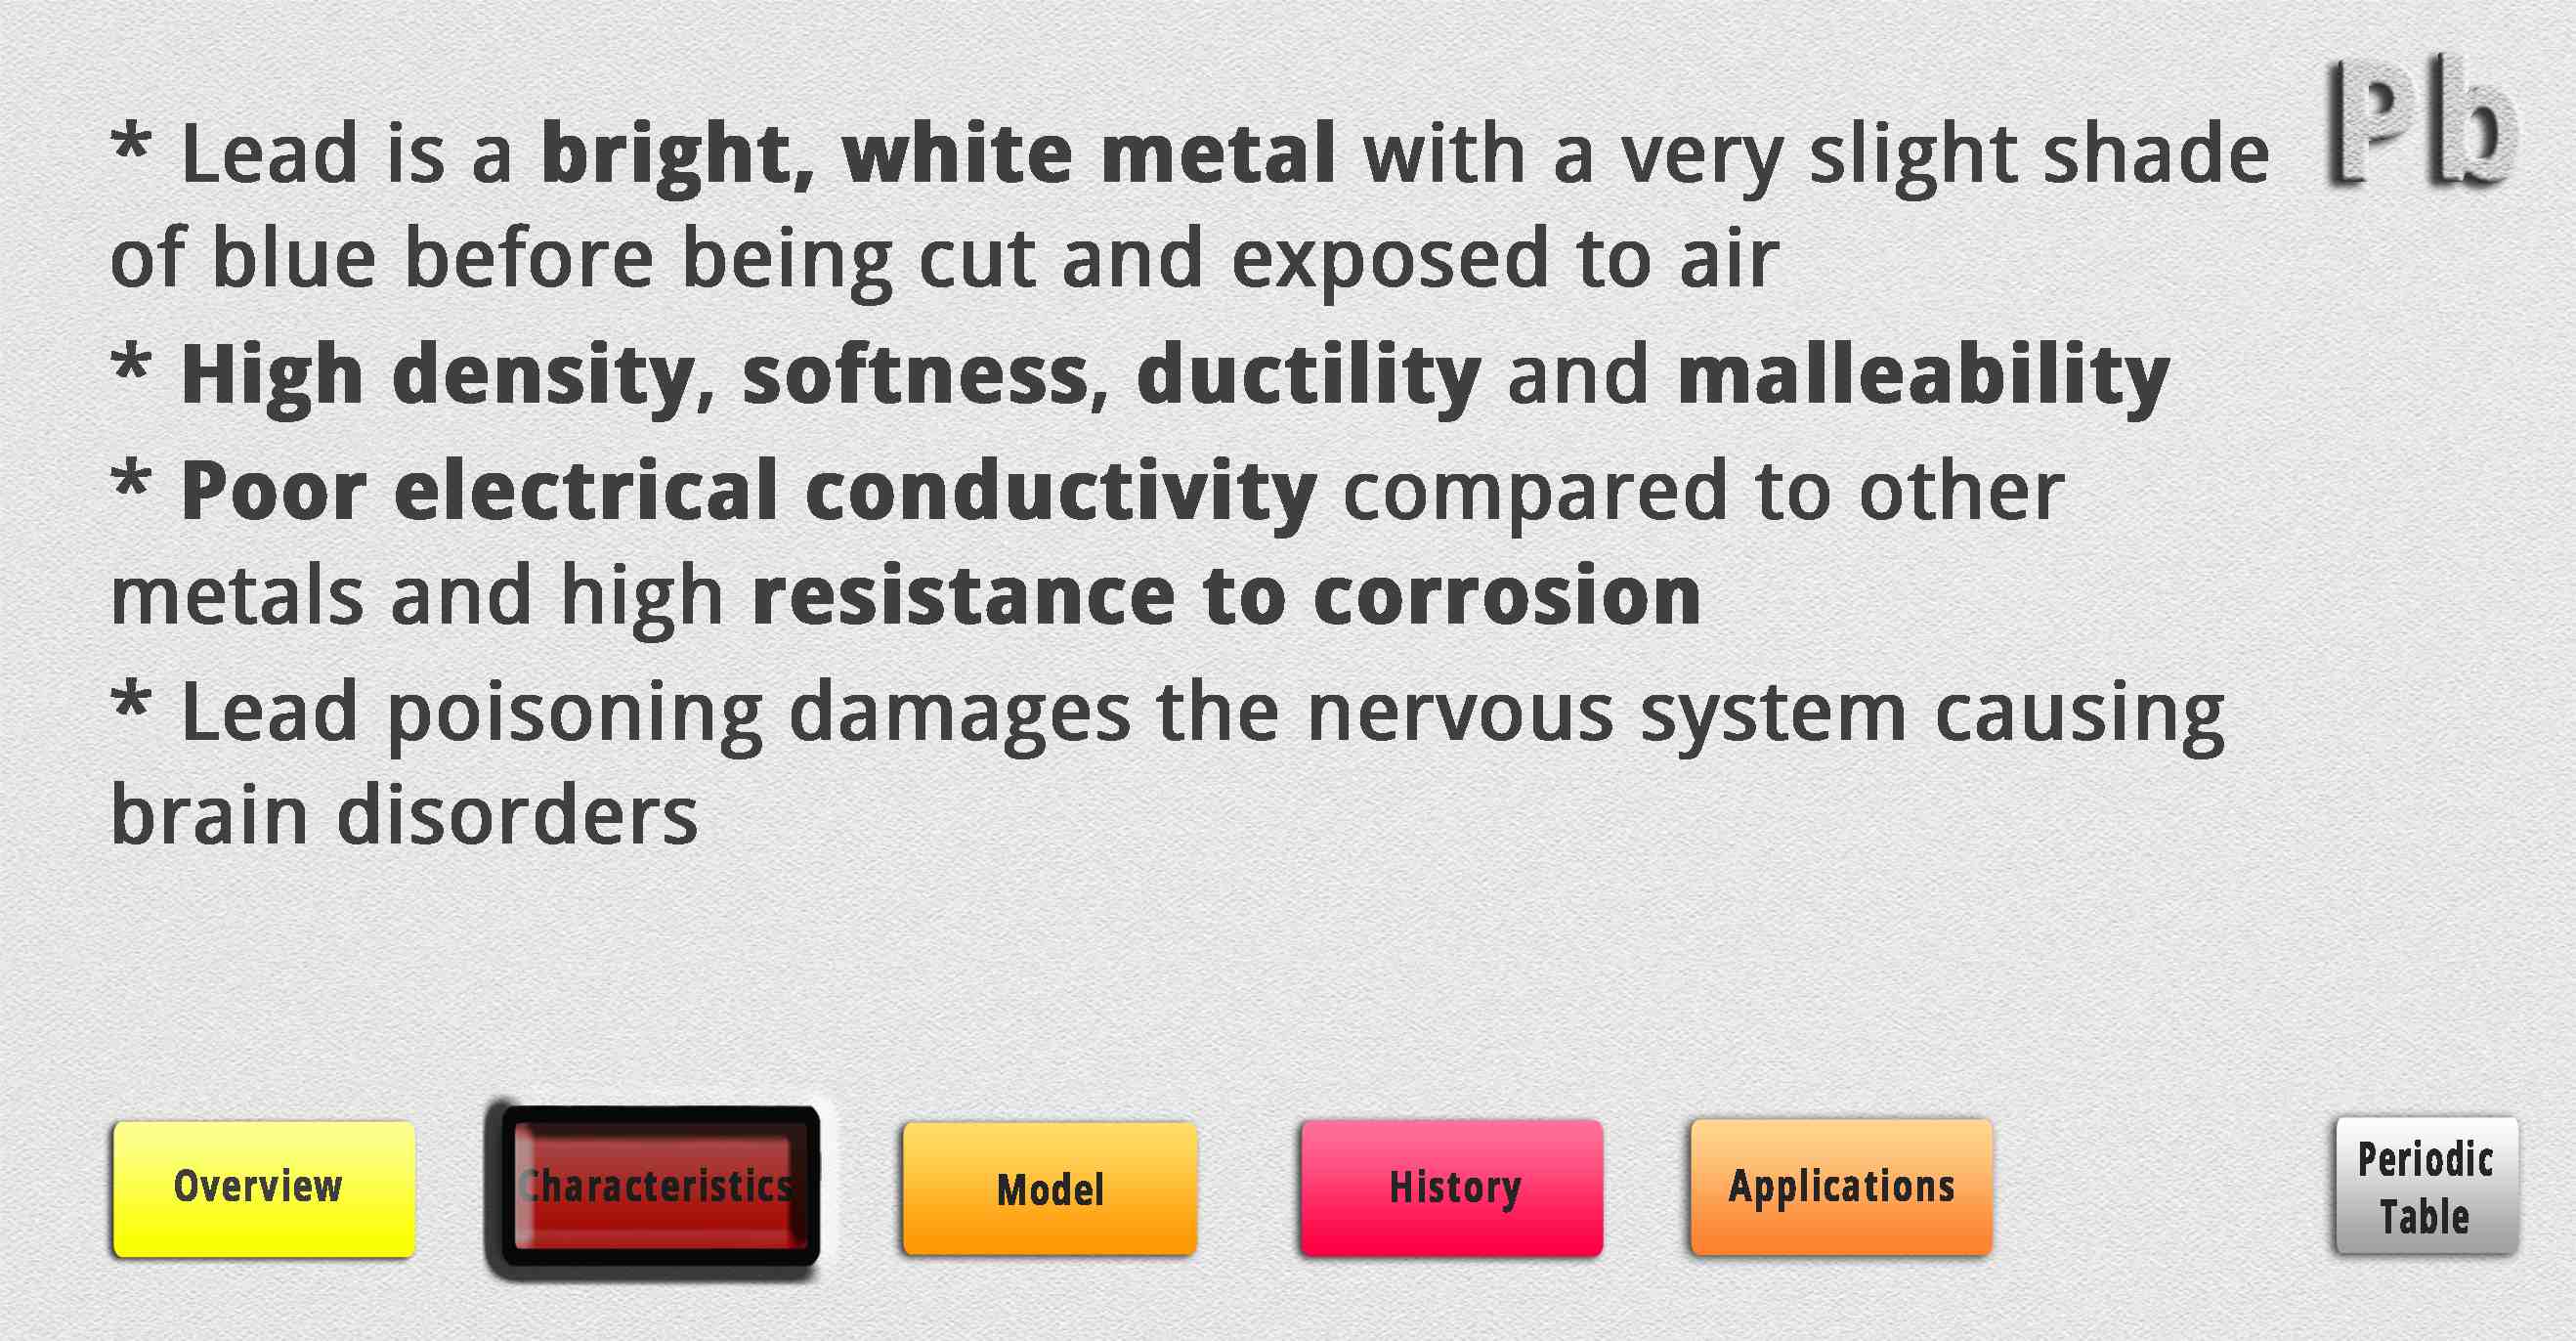 Pb
* Lead is a bright, white metal with a very slight shade
of blue before being cut and exposed to air
* High density, softness, ductility and malleability
* Poor electrical conductivity compared to other
metals and high resistance to corrosion
* Lead poisoning damages the nervous system causing
brain disorders
Overview
Characteristics
Model
History
Applications
Periodic
Table